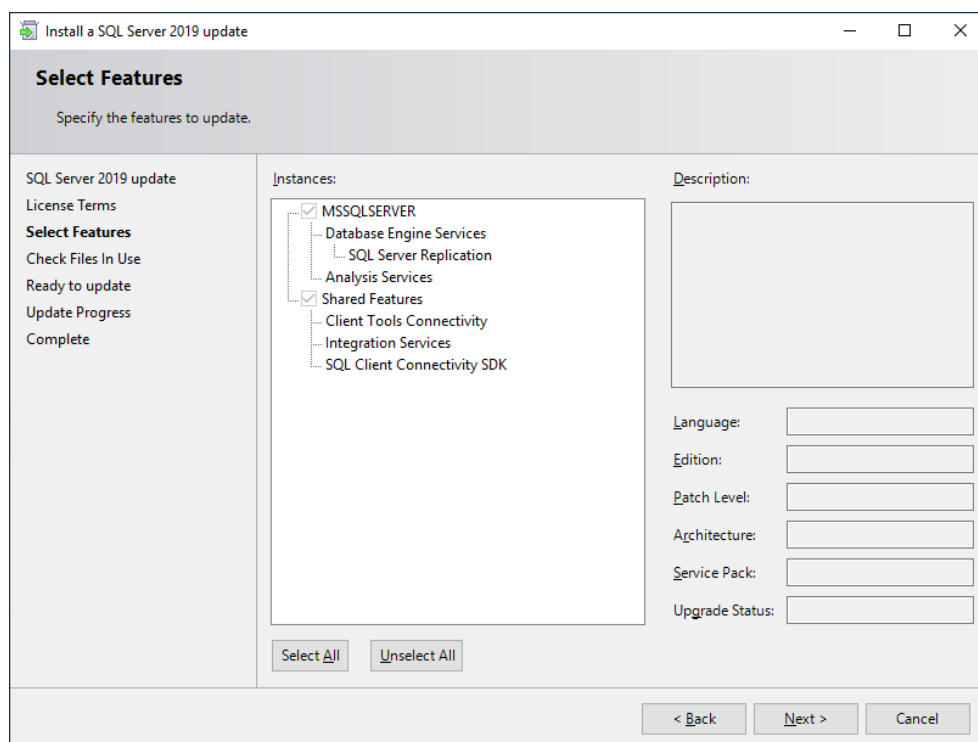 Install a SQL Server 2019 update
Select Features
Specify the features to update.
SQL Server 2019 update
License Terms
Select Features
Check Files In Use
Ready to update
Update Progress
Complete
Instances:
MSSQLSERVER
Database Engine Services
SQL Server Replication
Analysis Services
Shared Features
Client Tools Connectivity
Integration Services
SQL Client Connectivity SDK
Select All
Unselect All
Description:
Language:
Edition:
Patch Level:
Architecture:
Service Pack:
Upgrade Status:
< Back
Next >
Cancel